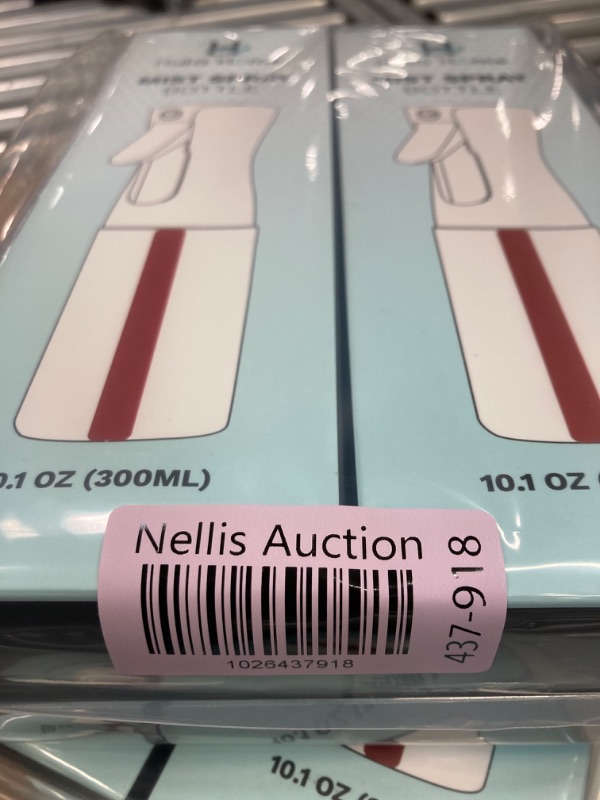 MIST SPRAY
BOTTLE
SPRAY
BOTTLE
0.1 OZ (300ML)
10.1 OZ (
Nellis Auction
1026437918
437-918
10.1 OZ